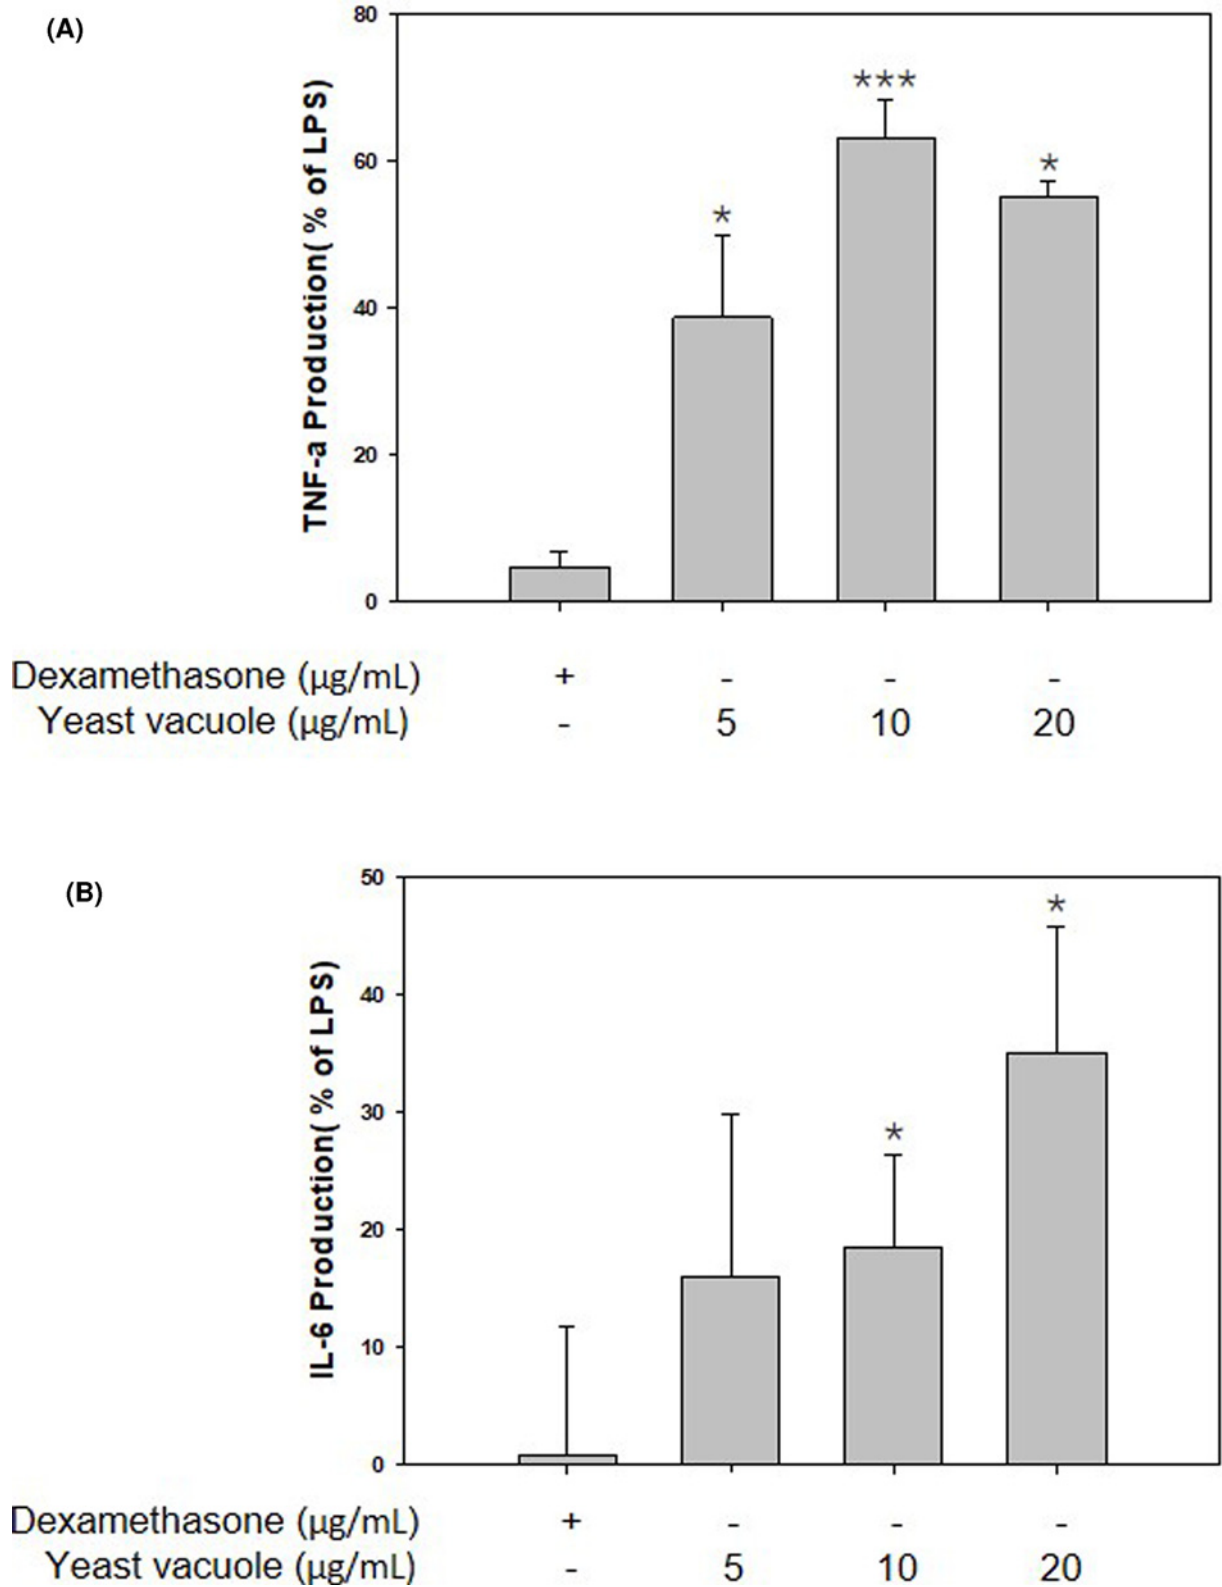 (A)
TNF-a Production( % of LPS)
80
60
40
20
0
***
*
*
Dexamethasone (µg/mL) + - - -
Yeast vacuole (µg/mL) - 5 10 20
(B)
IL-6 Production( % of LPS)
50
40
30
20
10
0
*
*
Dexamethasone (µg/mL) + - - -
Yeast vacuole (µg/mL) - 5 10 20